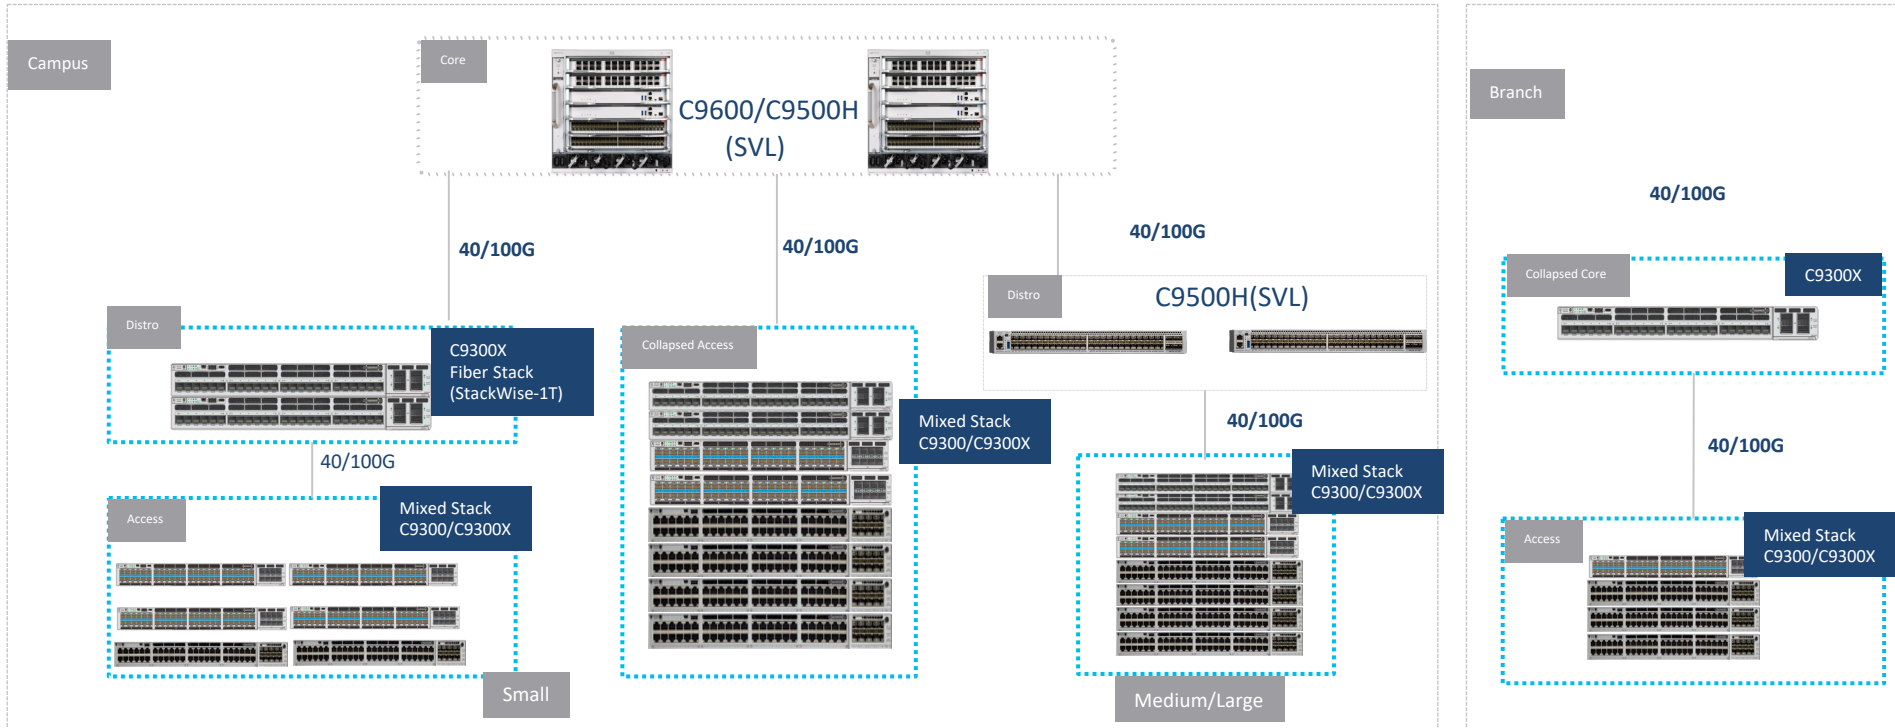 Campus
Core
C9600/C9500H
(SVL)
40/100G
40/100G
40/100G
Distro
C9300X
Fiber Stack
(StackWise-1T)
40/100G
Access
Mixed Stack
C9300/C9300X
Small
Collapsed Access
Mixed Stack
C9300/C9300X
Distro
C9500H(SVL)
40/100G
Mixed Stack
C9300/C9300X
Medium/Large
Branch
40/100G
Collapsed Core
C9300X
40/100G
Access
Mixed Stack
C9300/C9300X